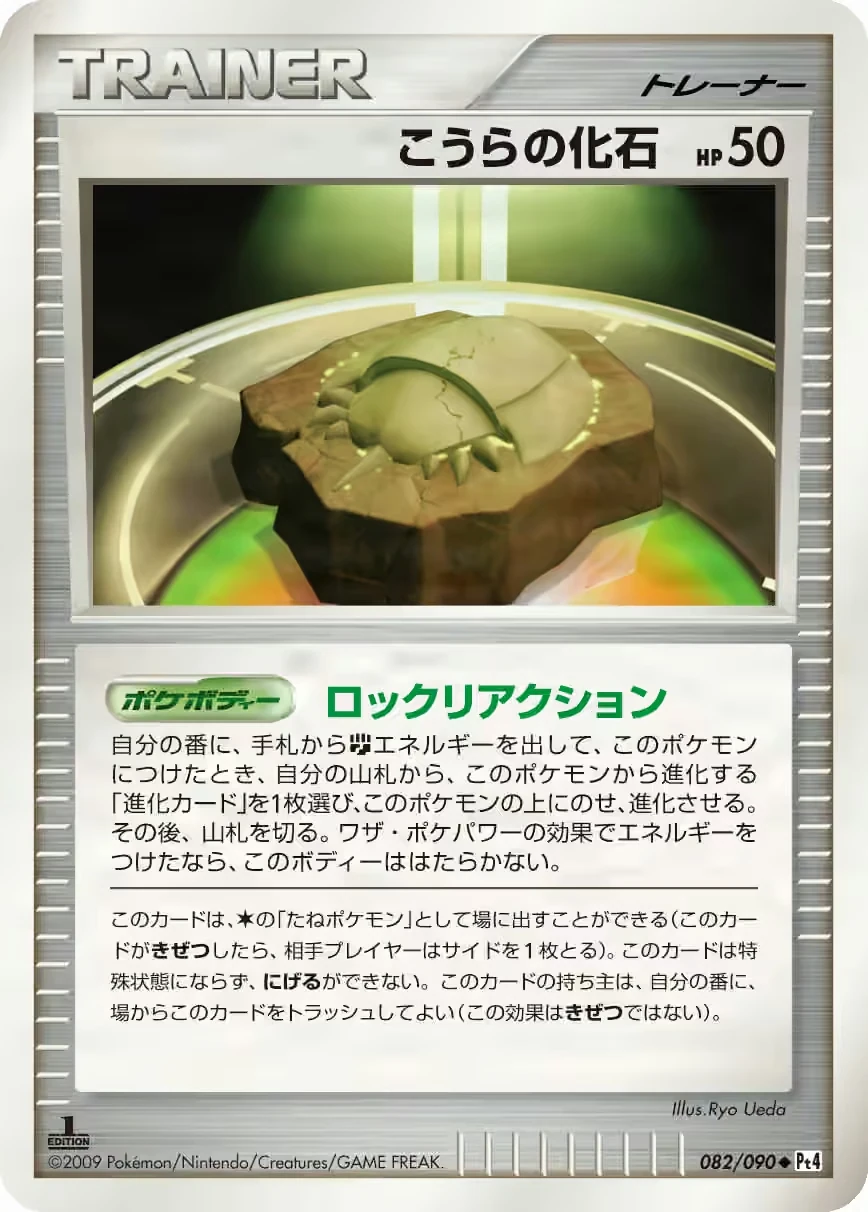 TRAINER
トレーナー
こうらの化石 HP 50
ポケボディー ロックリアクション
自分の番に、手札からエネルギーを出して、このポケモン
につけたとき、自分の山札から、このポケモンから進化する
「進化カード」を1枚選び、このポケモンの上にのせ、進化させる。
その後、山札を切る。ワザ・ポケパワーの効果でエネルギーを
つけたなら、このボディーははたらかない。
このカードは、の「たねポケモン」として場に出すことができる(このカー
ドがきぜつしたら、相手プレイヤーはサイドを1枚とる)。このカードは特
殊状態にならず、にげるができない。このカードの持ち主は、自分の番に、
場からこのカードをトラッシュしてよい(この効果はきぜつではない)。
Illus.Ryo Ueda
1
EDITION
©2009 Pokémon/Nintendo/Creatures/GAME FREAK.
082/090◆ Pt4